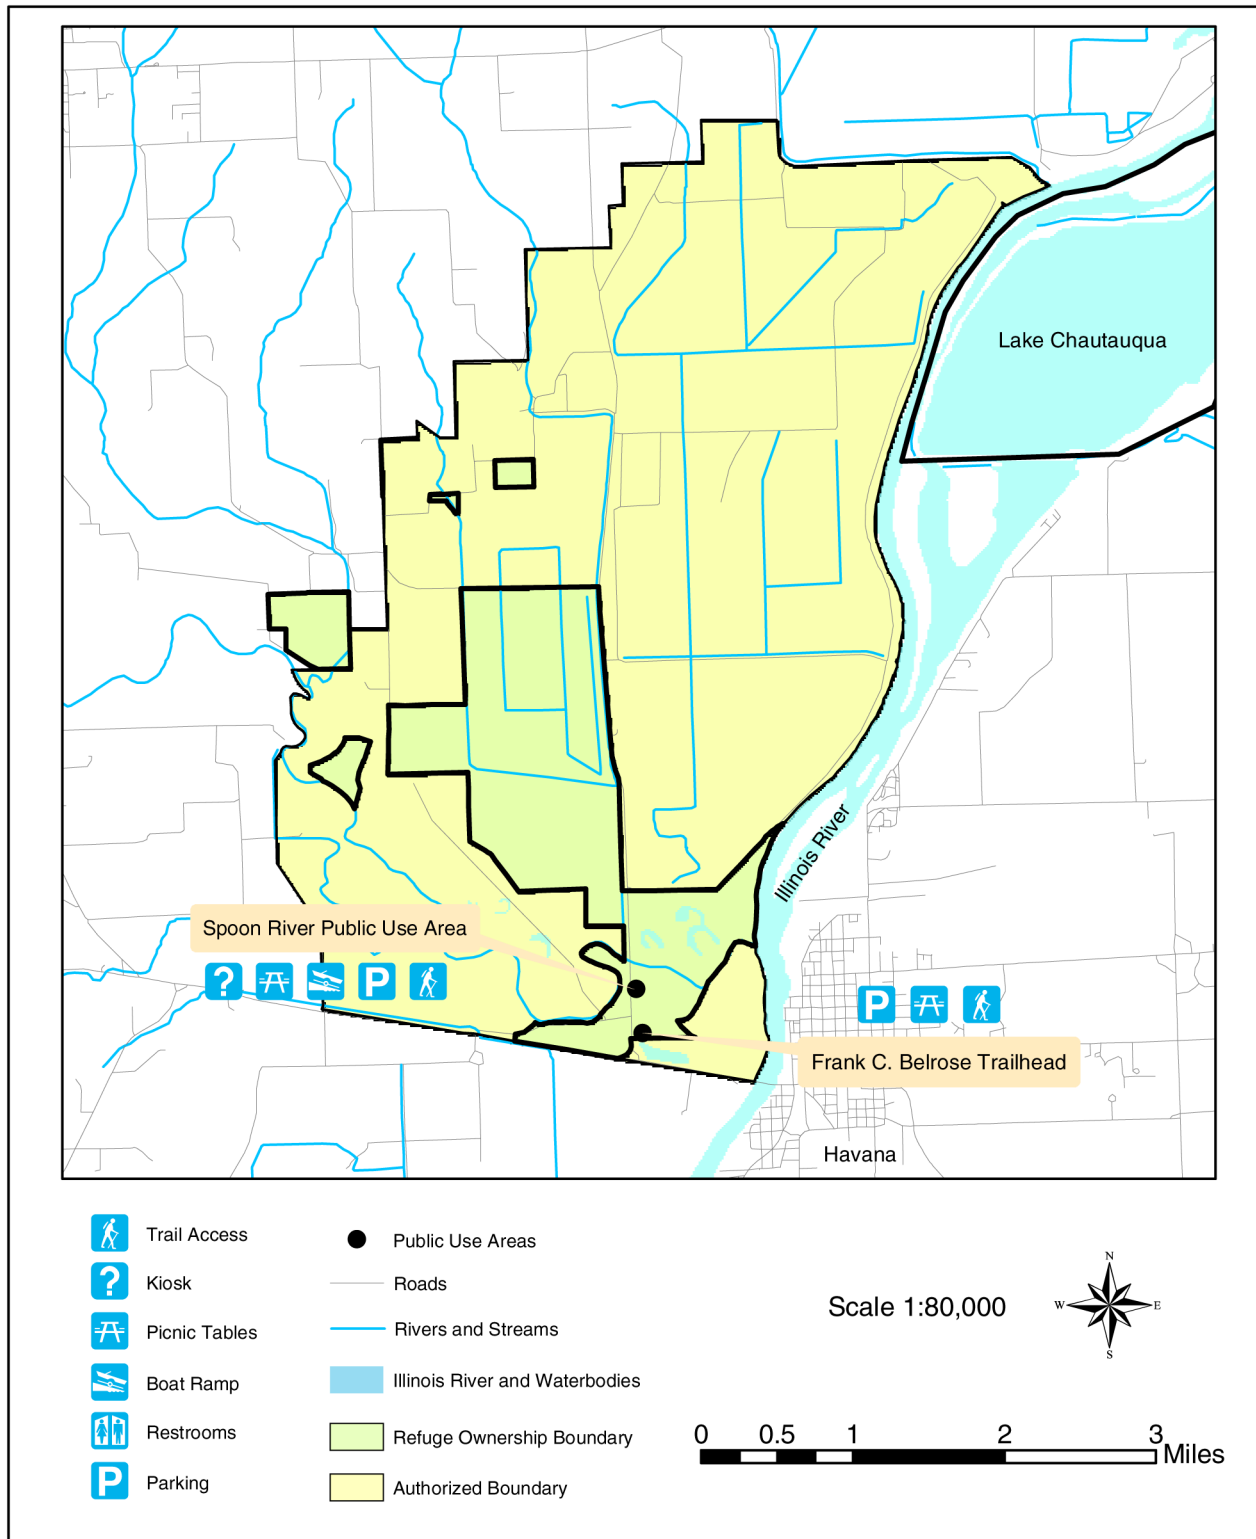 Lake Chautauqua
Illinois River
Spoon River Public Use Area
?
P
P
Frank C. Belrose Trailhead
Havana
Trail Access
? Kiosk
Picnic Tables
Boat Ramp
Restrooms
P Parking
Public Use Areas
Roads
Rivers and Streams
Illinois River and Waterbodies
Refuge Ownership Boundary
Authorized Boundary
Scale 1:80,000
N
W
E
S
0 0.5 1 2 3
Miles